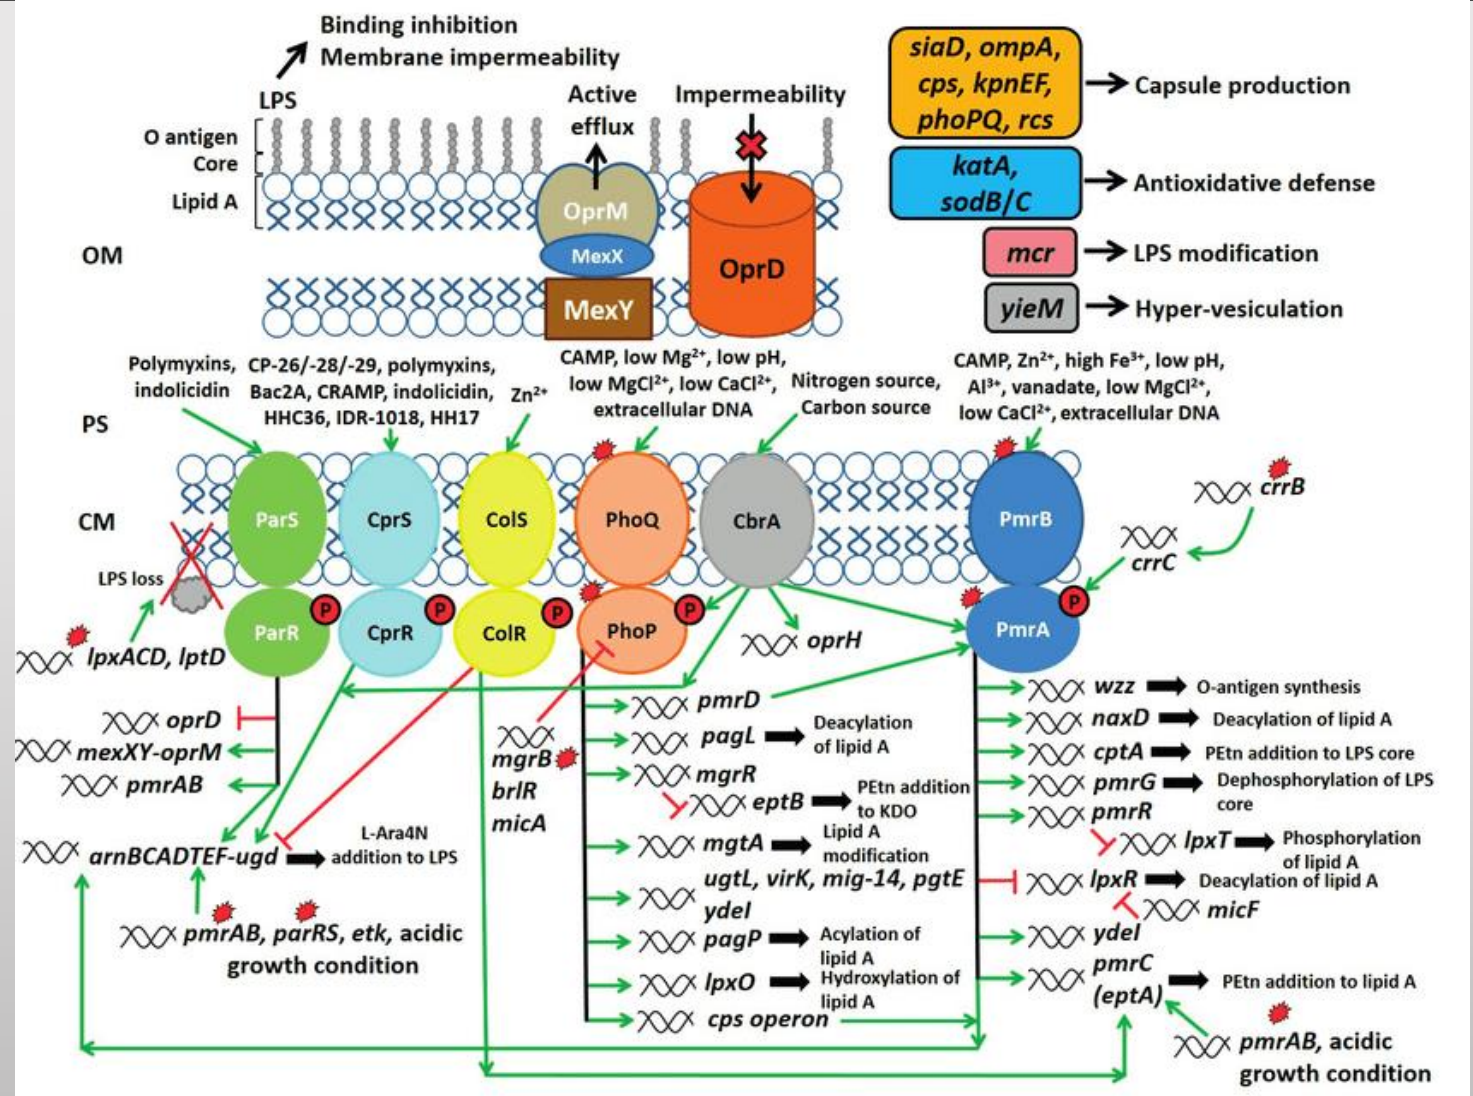 Binding inhibition
Membrane impermeability
LPS
O antigen
Core
Lipid A
OM
Active
efflux
Impermeability
OprM
MexX
MexY
OprD
siaD, ompA,
cps, kpnEF,
phoPQ, rcs
Capsule production
katA,
sodB/C
Antioxidative defense
mcr
LPS modification
yieM
Hyper-vesiculation
Polymyxins,
indolicidin
CP-26/-28/-29, polymyxins,
Bac2A, CRAMP, indolicidin,
HHC36, IDR-1018, HH17
Zn²⁺
CAMP, low Mg²⁺, low pH,
low MgCl²⁺, low CaCl²⁺,
extracellular DNA
Nitrogen source,
Carbon source
CAMP, Zn²⁺, high Fe³⁺, low pH,
Al³⁺, vanadate, low MgCl²⁺,
low CaCl²⁺, extracellular DNA
PS
CM
ParS
CprS
ColS
PhoQ
CbrA
PmrB
crrB
crrC
LPS loss
ParR
P
CprR
P
ColR
P
PhoP
P
PmrA
P
lpxACD, lptD
oprH
oprD
mexXY-oprM
pmrAB
arnBCADTEF-ugd
L-Ara4N
addition to LPS
pmrAB, parRS, etk, acidic
growth condition
mgrB
brlR
micA
pmrD
pagL
Deacylation
of lipid A
mgrR
eptB
PEtn addition
to KDO
mgtA
Lipid A
modification
ugtL, virK, mig-14, pgtE
ydeI
pagP
Acylation of
lipid A
lpxO
Hydroxylation of
lipid A
cps operon
wzz
O-antigen synthesis
naxD
Deacylation of lipid A
cptA
PEtn addition to LPS core
pmrG
Dephosphorylation of LPS
core
pmrR
lpxT
Phosphorylation
of lipid A
lpxR
Deacylation of lipid A
micF
ydeI
pmrC
(eptA)
PEtn addition to lipid A
pmrAB, acidic
growth condition